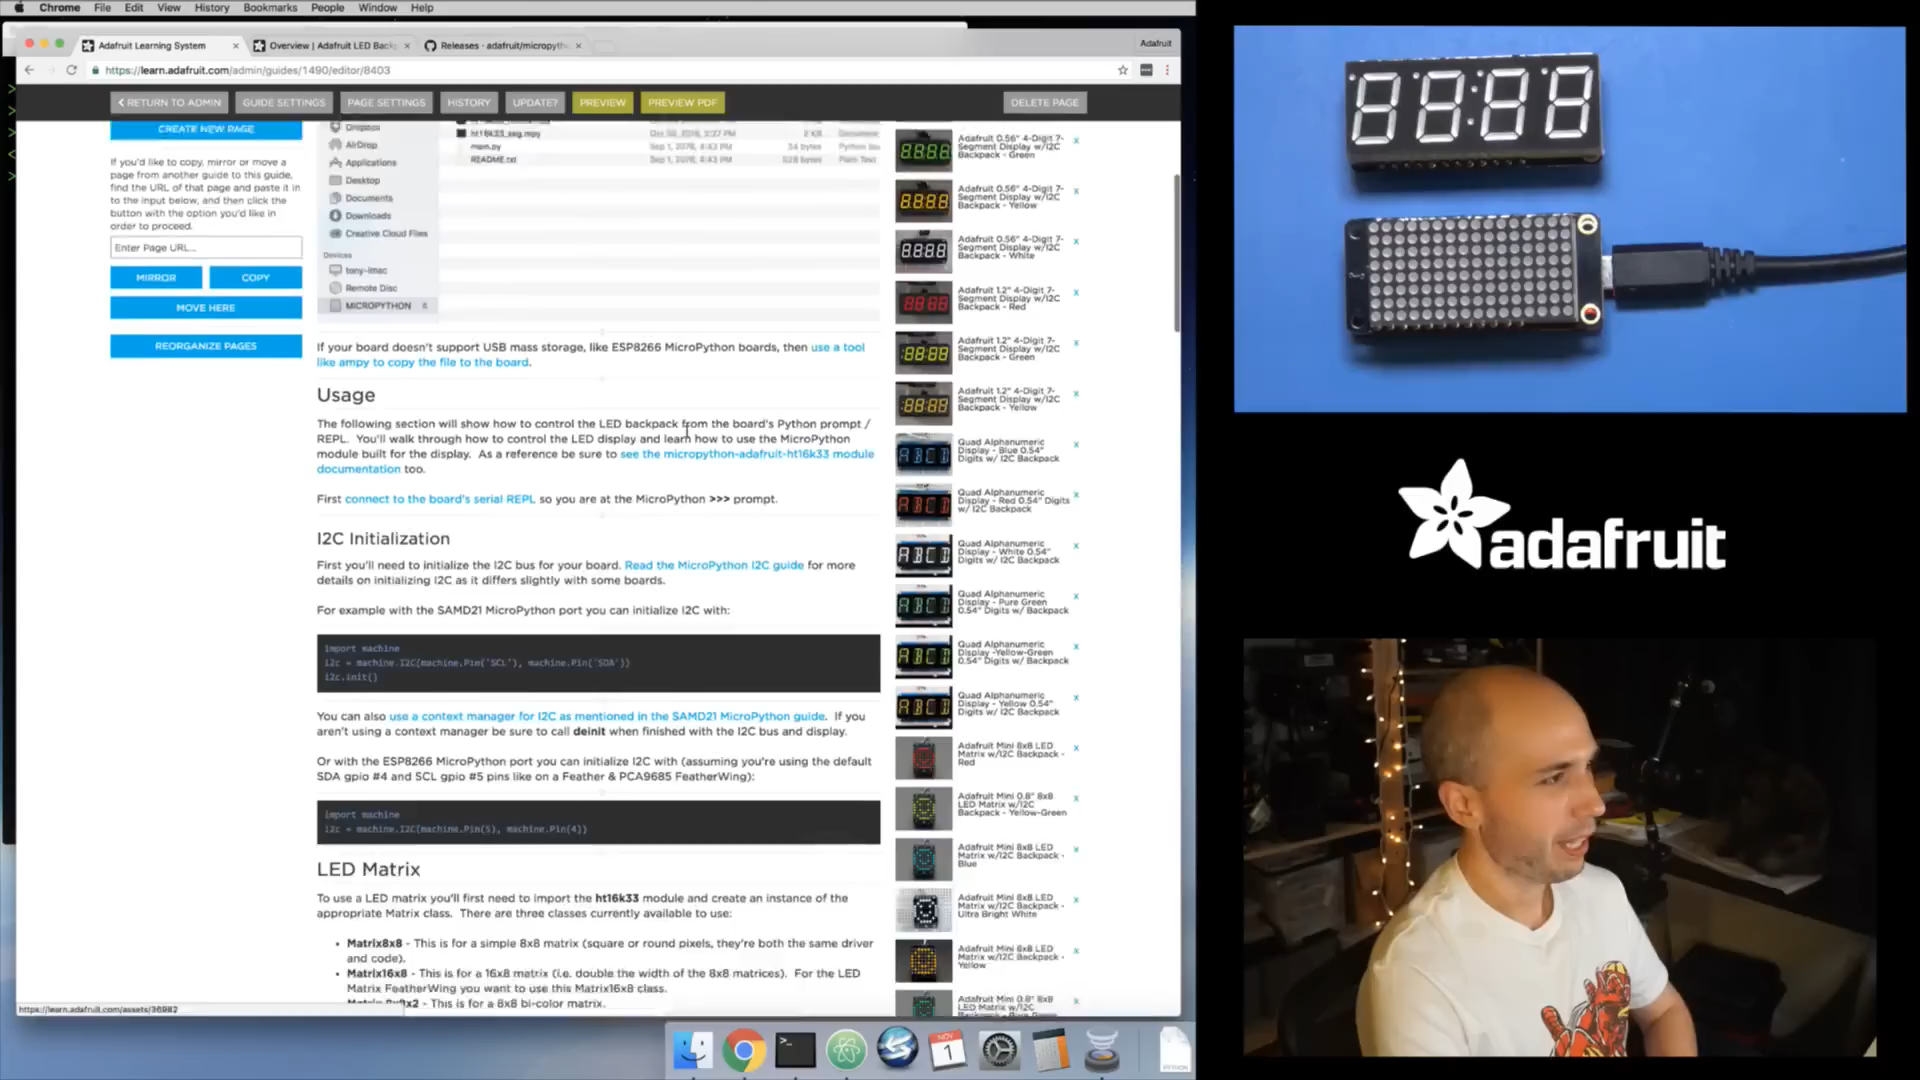 Chrome File Edit View History Bookmarks People Window Help
Adafruit Learning System
Overview | Adafruit LED Back
Releases · adafruit/micropyth
Adafruit
https://learn.adafruit.com/admin/guides/1490/editor/8403
RETURN TO ADMIN
GUIDE SETTINGS
PAGE SETTINGS
HISTORY
UPDATE?
PREVIEW
PREVIEW PDF
DELETE PAGE
CREATE NEW PAGE
If you'd like to copy, mirror or move a
page from another guide to this guide,
find the URL of that page and paste it in
to the input below, and then click the
button with the option you'd like in
order to proceed.
Enter Page URL...
MIRROR
COPY
MOVE HERE
REORGANIZE PAGES
Dropbox
AirDrop
Applications
Desktop
Documents
Downloads
Creative Cloud Files
Devices
tony-imac
Remote Disc
MICROPYTHON
ht16k33_seg.mpy
main.py
README.txt
If your board doesn't support USB mass storage, like ESP8266 MicroPython boards, then use a tool
like ampy to copy the file to the board.
Usage
The following section will show how to control the LED backpack from the board's Python prompt /
REPL. You'll walk through how to control the LED display and learn how to use the MicroPython
module built for the display. As a reference be sure to see the micropython-adafruit-ht16k33 module
documentation too.
First connect to the board's serial REPL so you are at the MicroPython >>> prompt.
I2C Initialization
First you'll need to initialize the I2C bus for your board. Read the MicroPython I2C guide for more
details on initializing I2C as it differs slightly with some boards.
For example with the SAMD21 MicroPython port you can initialize I2C with:
import machine
i2c = machine.I2C(machine.Pin('SCL'), machine.Pin('SDA'))
i2c.init()
You can also use a context manager for I2C as mentioned in the SAMD21 MicroPython guide. If you
aren't using a context manager be sure to call deinit when finished with the I2C bus and display.
Or with the ESP8266 MicroPython port you can initialize I2C with (assuming you're using the default
SDA gpio #4 and SCL gpio #5 pins like on a Feather & PCA9685 FeatherWing):
import machine
i2c = machine.I2C(machine.Pin(5), machine.Pin(4))
LED Matrix
To use a LED matrix you'll first need to import the ht16k33 module and create an instance of the
appropriate Matrix class. There are three classes currently available to use:
• Matrix8x8 - This is for a simple 8x8 matrix (square or round pixels, they're both the same driver
and code).
• Matrix16x8 - This is for a 16x8 matrix (i.e. double the width of the 8x8 matrices). For the LED
Matrix FeatherWing you want to use this Matrix16x8 class.
- This is for a 8x8 bi-color matrix.
Adafruit 0.56" 4-Digit 7-
Segment Display w/I2C
Backpack - Green
Adafruit 0.56" 4-Digit 7-
Segment Display w/I2C
Backpack - Yellow
Adafruit 0.56" 4-Digit 7-
Segment Display w/I2C
Backpack - White
Adafruit 1.2" 4-Digit 7-
Segment Display w/I2C
Backpack - Red
Adafruit 1.2" 4-Digit 7-
Segment Display w/I2C
Backpack - Green
Adafruit 1.2" 4-Digit 7-
Segment Display w/I2C
Backpack - Yellow
Quad Alphanumeric
Display - Blue 0.54"
Digits w/ I2C Backpack
Quad Alphanumeric
Display - Red 0.54" Digits
w/ I2C Backpack
Quad Alphanumeric
Display - White 0.54"
Digits w/ I2C Backpack
Quad Alphanumeric
Display - Pure Green
0.54" Digits w/ Backpack
Quad Alphanumeric
Display -Yellow-Green
0.54" Digits w/ Backpack
Quad Alphanumeric
Display - Yellow 0.54"
Digits w/ I2C Backpack
Adafruit Mini 8x8 LED
Matrix w/I2C Backpack -
Red
Adafruit Mini 0.8" 8x8
LED Matrix w/I2C
Backpack - Yellow-Green
Adafruit Mini 8x8 LED
Matrix w/I2C Backpack -
Blue
Adafruit Mini 8x8 LED
Matrix w/I2C Backpack -
Ultra Bright White
Adafruit Mini 8x8 LED
Matrix w/I2C Backpack -
Yellow
Adafruit Mini 0.8" 8x8
LED Matrix w/I2C
https://learn.adafruit.com/assets/36982
NOV
1
PYTHON
adafruit